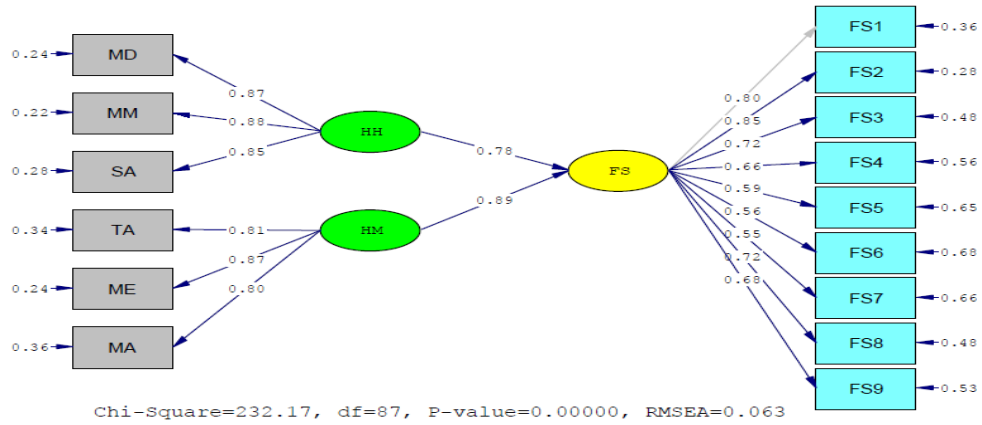 0.24 MD
0.22 MM
0.28 SA
0.34 TA
0.24 ME
0.36 MA
0.87
0.88
0.85
HH
0.81
0.87
0.80
HM
0.78
0.89
FS
0.80
0.85
0.72
0.66
0.59
0.56
0.55
0.72
0.68
FS1 0.36
FS2 0.28
FS3 0.48
FS4 0.56
FS5 0.65
FS6 0.68
FS7 0.66
FS8 0.48
FS9 0.53
Chi-Square=232.17, df=87, P-value=0.00000, RMSEA=0.063